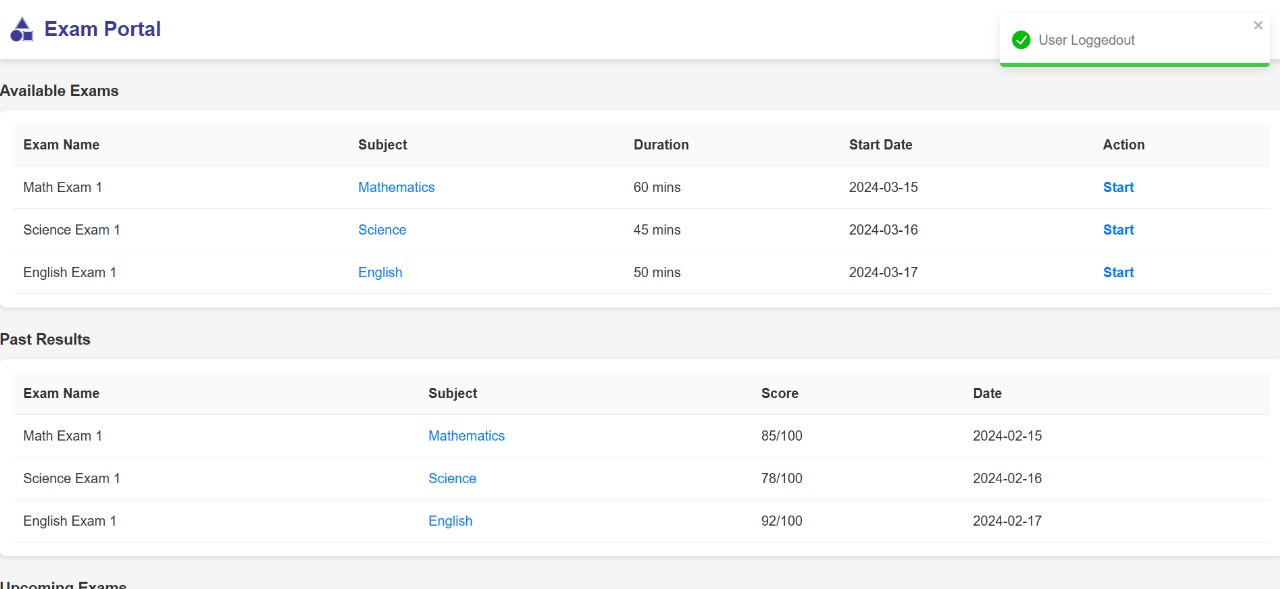 Exam Portal
User Loggedout
Available Exams
Exam Name Subject Duration Start Date Action
Math Exam 1 Mathematics 60 mins 2024-03-15 Start
Science Exam 1 Science 45 mins 2024-03-16 Start
English Exam 1 English 50 mins 2024-03-17 Start
Past Results
Exam Name Subject Score Date
Math Exam 1 Mathematics 85/100 2024-02-15
Science Exam 1 Science 78/100 2024-02-16
English Exam 1 English 92/100 2024-02-17
Upcoming Exams